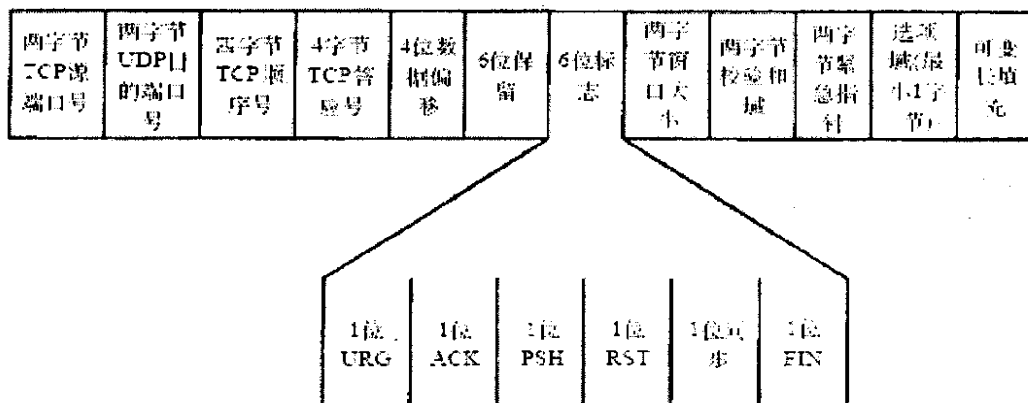 两字节
TCP源
端口号
两字节
UDP目
的端口
号
四字节
TCP顺
序号
4字节
TCP答
应号
4位数
据偏
移
6位保
留
6位标
志
两字
节窗
口大
小
两字节
校验和
域
两字
节紧
急指
针
选项
域(最
小1字
节)
可变
长填
充
1位
URG
1位
ACK
1位
PSH
1位
RST
1位同
步
1位
FIN